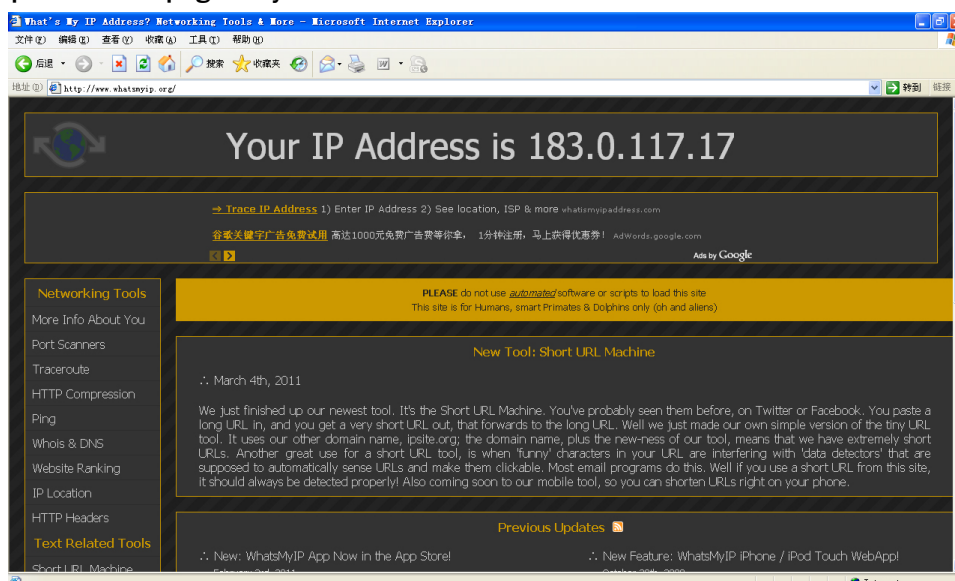 What's My IP Address? Networking Tools & More - Microsoft Internet Explorer
文件(F) 编辑(E) 查看(V) 收藏(A) 工具(T) 帮助(H)
后退 搜索 收藏夹
地址(D) http://www.whatsmyip.org/ 转到 链接
Your IP Address is 183.0.117.17
⇒ Trace IP Address 1) Enter IP Address 2) See location, ISP & more whatismyipaddress.com
谷歌关键字广告免费试用 高达1000元免费广告费等你拿， 1分钟注册，马上获得优惠券！ AdWords.google.com
Ads by Google
Networking Tools
More Info About You
Port Scanners
Traceroute
HTTP Compression
Ping
Whois & DNS
Website Ranking
IP Location
HTTP Headers
Text Related Tools
Short URL Machine
PLEASE do not use automated software or scripts to load this site
This site is for Humans, smart Primates & Dolphins only (oh and aliens)
New Tool: Short URL Machine
∴ March 4th, 2011
We just finished up our newest tool. It's the Short URL Machine. You've probably seen them before, on Twitter or Facebook. You paste a
long URL in, and you get a very short URL out, that forwards to the long URL. Well we just made our own simple version of the tiny URL
tool. It uses our other domain name, ipsite.org; the domain name, plus the new-ness of our tool, means that we have extremely short
URLs. Another great use for a short URL tool, is when 'funny' characters in your URL are interfering with 'data detectors' that are
supposed to automatically sense URLs and make them clickable. Most email programs do this. Well if you use a short URL from this site,
it should always be detected properly! Also coming soon to our mobile tool, so you can shorten URLs right on your phone.
Previous Updates
∴ New: WhatsMyIP App Now in the App Store!
∴ New Feature: WhatsMyIP iPhone / iPod Touch WebApp!